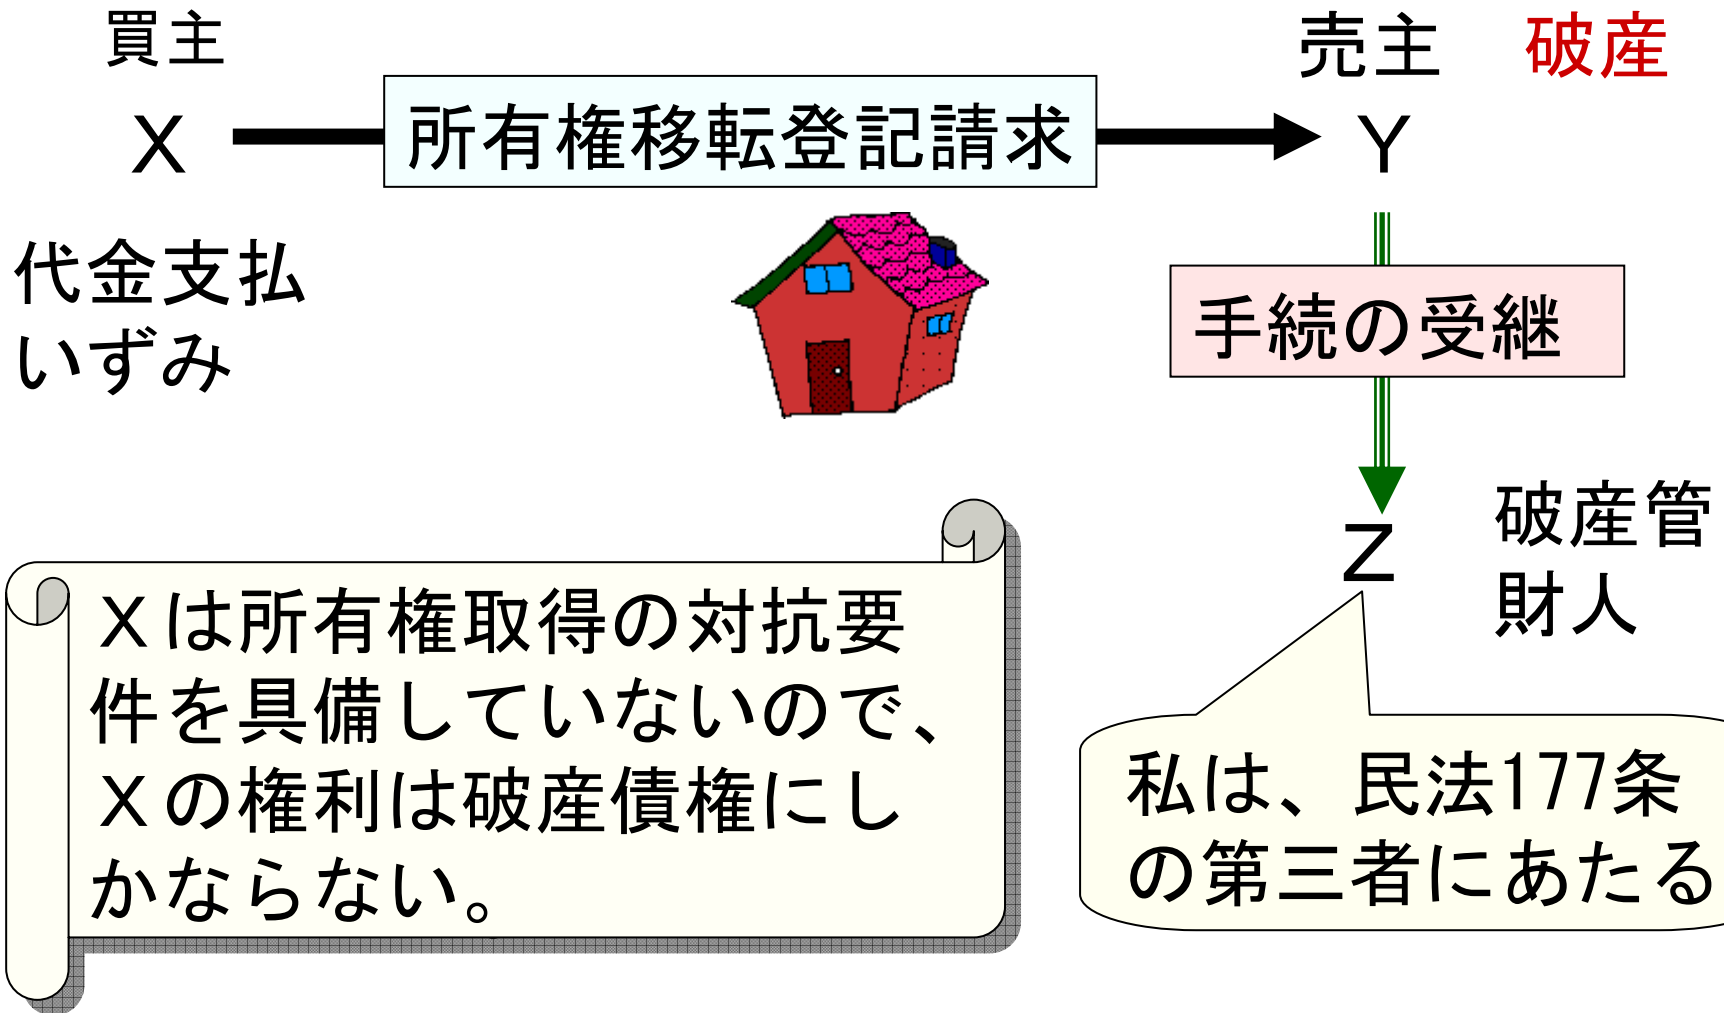 買主
売主 破産
X
所有権移転登記請求
Y
代金支払
いずみ
手続の受継
Z
破産管
財人
Xは所有権取得の対抗要
件を具備していないので、
Xの権利は破産債権にし
かならない。
私は、民法177条
の第三者にあたる